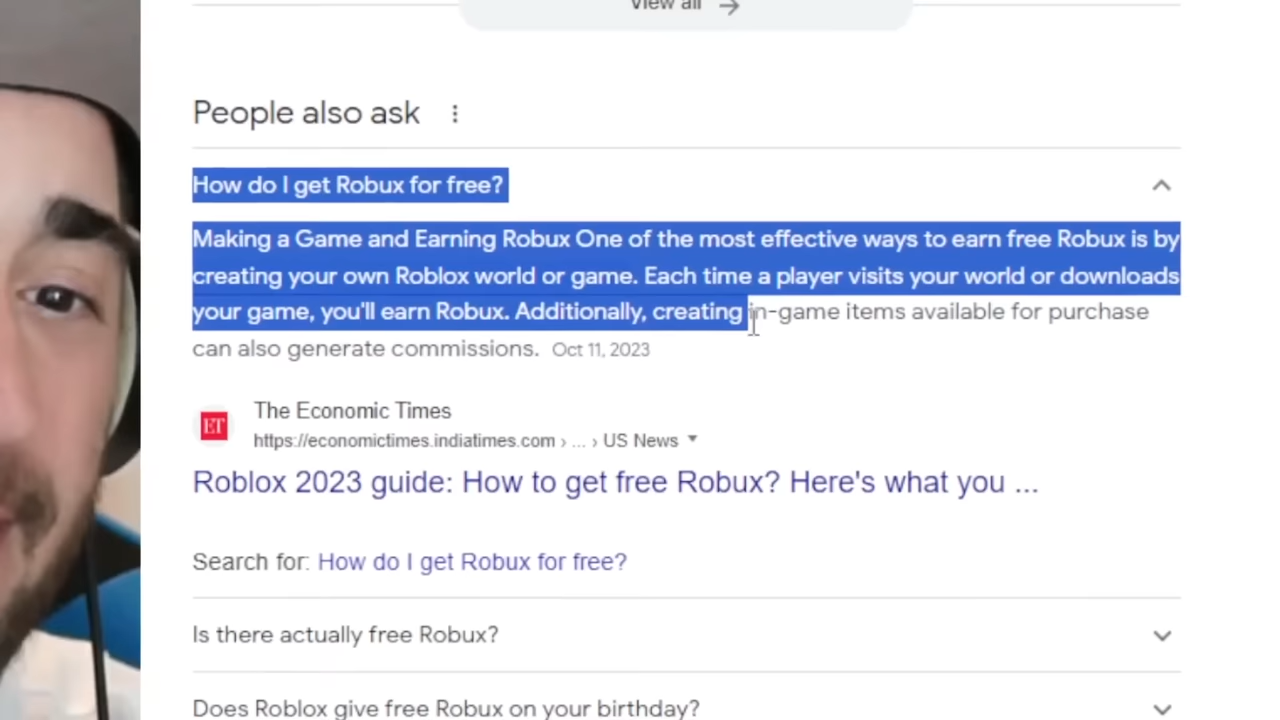 View all
People also ask
How do I get Robux for free?
Making a Game and Earning Robux One of the most effective ways to earn free Robux is by
creating your own Roblox world or game. Each time a player visits your world or downloads
your game, you'll earn Robux. Additionally, creating in-game items available for purchase
can also generate commissions. Oct 11, 2023
ET
The Economic Times
https://economictimes.indiatimes.com › ... › US News
Roblox 2023 guide: How to get free Robux? Here's what you ...
Search for: How do I get Robux for free?
Is there actually free Robux?
Does Roblox give free Robux on your birthday?